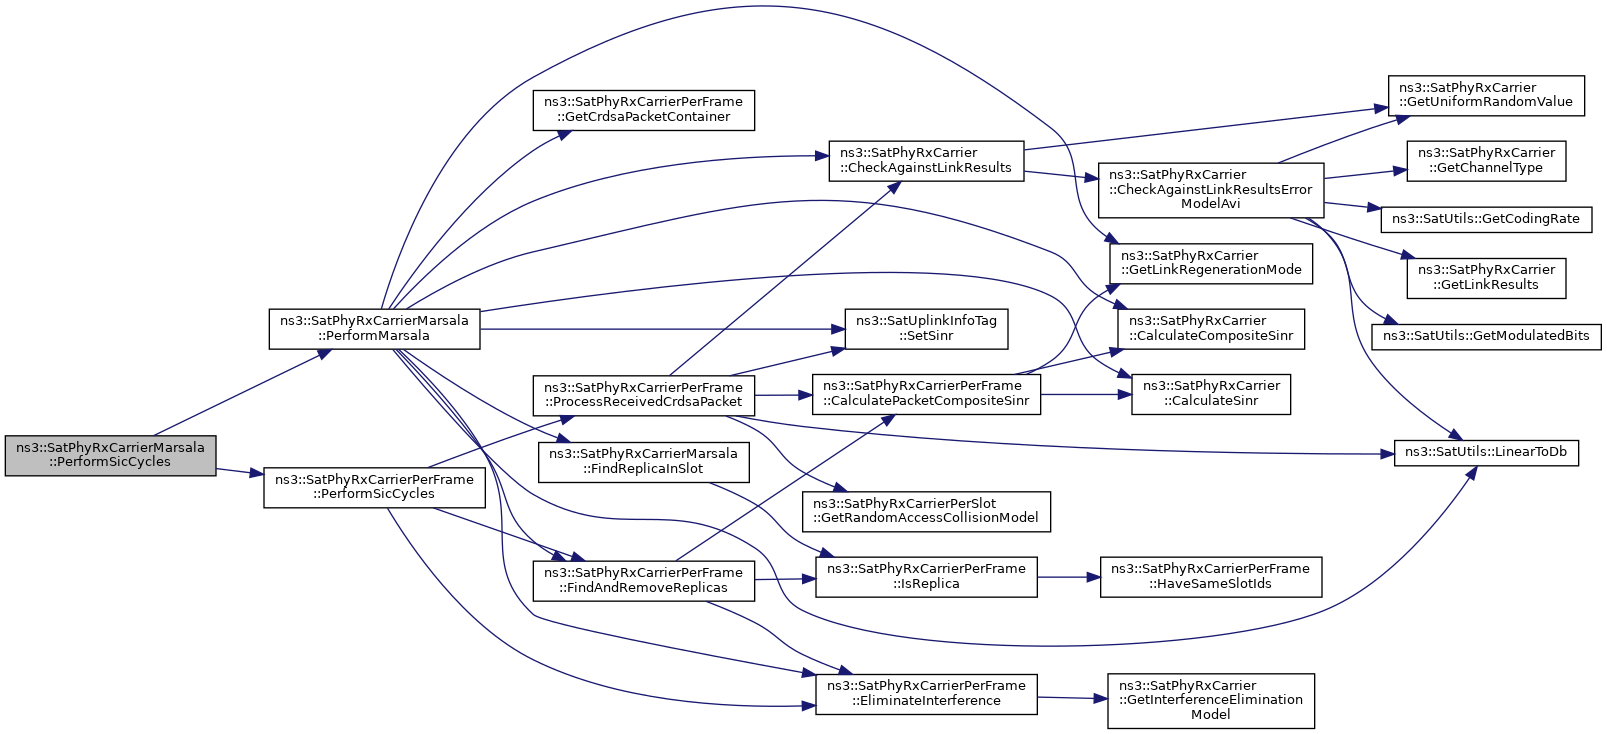 ns3::SatPhyRxCarrierMarsala
::PerformSicCycles
ns3::SatPhyRxCarrierMarsala
::PerformMarsala
ns3::SatPhyRxCarrierPerFrame
::PerformSicCycles
ns3::SatPhyRxCarrierPerFrame
::GetCrdsaPacketContainer
ns3::SatPhyRxCarrierPerFrame
::ProcessReceivedCrdsaPacket
ns3::SatPhyRxCarrierMarsala
::FindReplicaInSlot
ns3::SatPhyRxCarrierPerFrame
::FindAndRemoveReplicas
ns3::SatPhyRxCarrier
::CheckAgainstLinkResults
ns3::SatUplinkInfoTag
::SetSinr
ns3::SatPhyRxCarrierPerFrame
::CalculatePacketCompositeSinr
ns3::SatPhyRxCarrierPerSlot
::GetRandomAccessCollisionModel
ns3::SatPhyRxCarrierPerFrame
::IsReplica
ns3::SatPhyRxCarrierPerFrame
::EliminateInterference
ns3::SatPhyRxCarrier
::CheckAgainstLinkResultsError
ModelAvi
ns3::SatPhyRxCarrier
::GetLinkRegenerationMode
ns3::SatPhyRxCarrier
::CalculateCompositeSinr
ns3::SatPhyRxCarrier
::CalculateSinr
ns3::SatPhyRxCarrierPerFrame
::HaveSameSlotIds
ns3::SatPhyRxCarrier
::GetInterferenceElimination
Model
ns3::SatPhyRxCarrier
::GetUniformRandomValue
ns3::SatPhyRxCarrier
::GetChannelType
ns3::SatUtils::GetCodingRate
ns3::SatPhyRxCarrier
::GetLinkResults
ns3::SatUtils::GetModulatedBits
ns3::SatUtils::LinearToDb